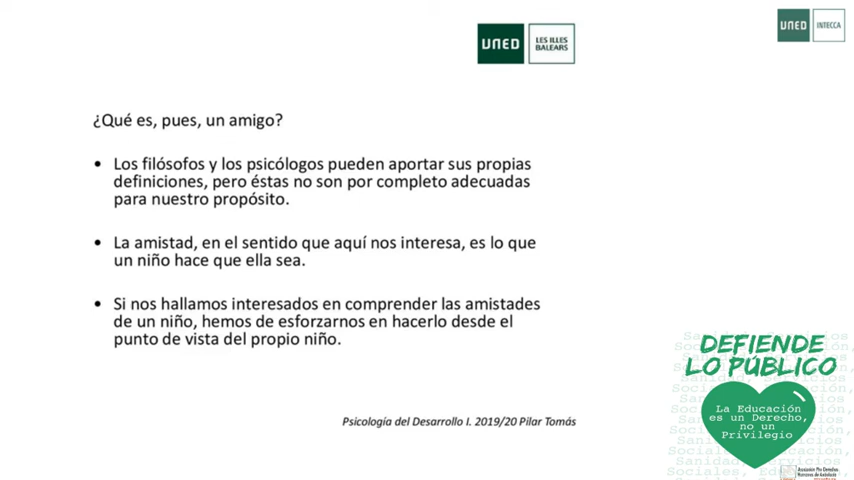 UNED
LES ILLES
BALEARS
UNED
INTECCA
¿Qué es, pues, un amigo?
• Los filósofos y los psicólogos pueden aportar sus propias
definiciones, pero éstas no son por completo adecuadas
para nuestro propósito.
• La amistad, en el sentido que aquí nos interesa, es lo que
un niño hace que ella sea.
• Si nos hallamos interesados en comprender las amistades
de un niño, hemos de esforzarnos en hacerlo desde el
punto de vista del propio niño.
DEFIENDE
LO PÚBLICO
La Educación
es un Derecho,
no un
Privilegio
Psicología del Desarrollo I. 2019/20 Pilar Tomás